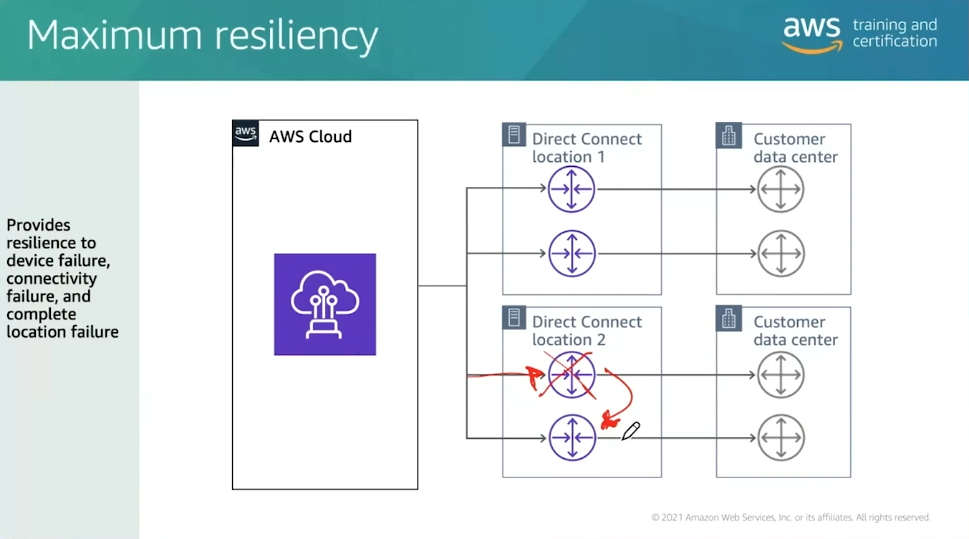 Maximum resiliency
aws training and
certification
Provides
resilience to
device failure,
connectivity
failure, and
complete
location failure
aws AWS Cloud
Direct Connect
location 1
Customer
data center
Direct Connect
location 2
Customer
data center
© 2021 Amazon Web Services, Inc. or its affiliates. All rights reserved.